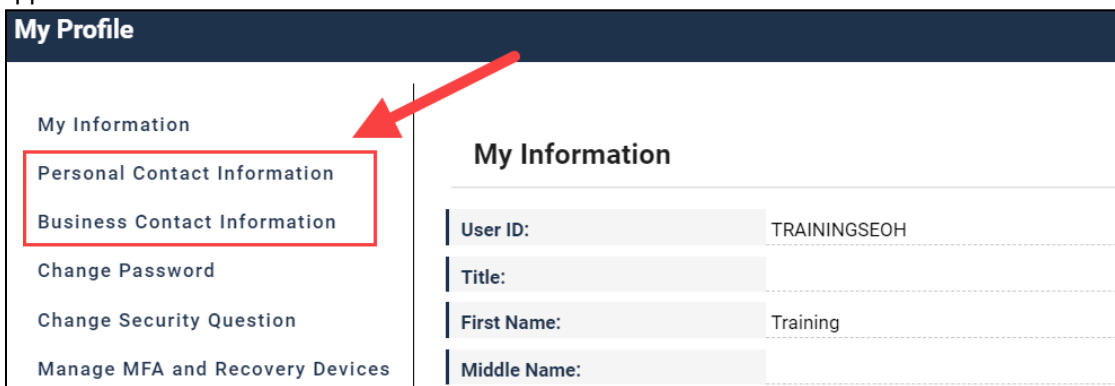 My Profile
My Information
Personal Contact Information
Business Contact Information
Change Password
Change Security Question
Manage MFA and Recovery Devices
My Information
User ID: TRAININGSEOH
Title:
First Name: Training
Middle Name: